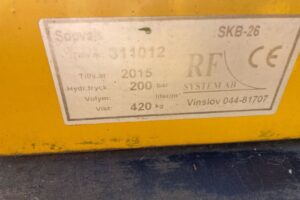 Sopvals SKB-26
311012
Tillv.år 2015
Hydr.tryck. 200 bar
Volym:
Vikt: 420 kg
RF
SYSTEM AB
CE
Vinslöv 044-81707